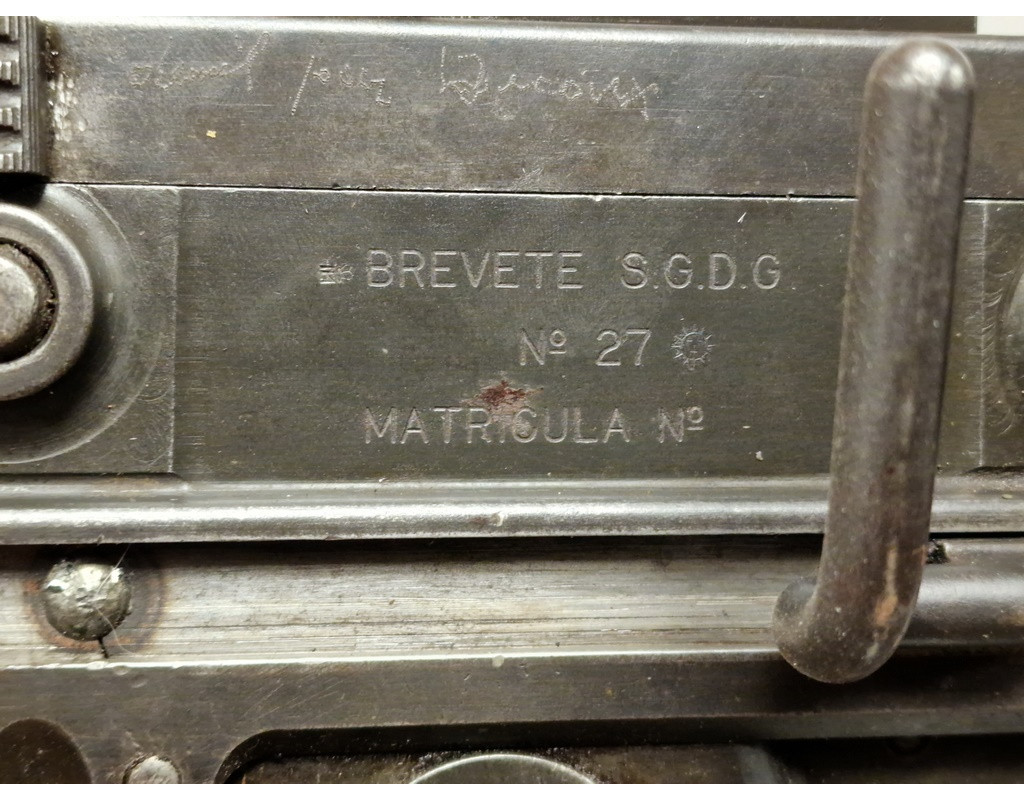 BREVETE S.G.D.G
Nº 27
MATRICULA Nº